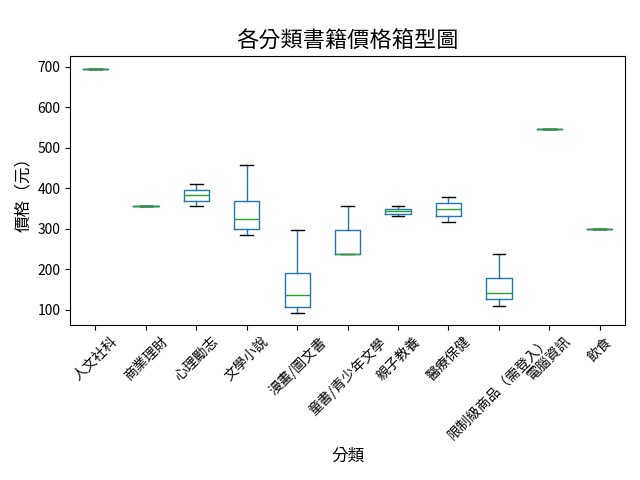 各分類書籍價格箱型圖
價格（元）
700
600
500
400
300
200
100
人文社科
商業理財
心理勵志
文學小說
漫畫/圖文書
童書/青少年文學
親子教養
醫療保健
限制級商品（需登入）
電腦資訊
飲食
分類